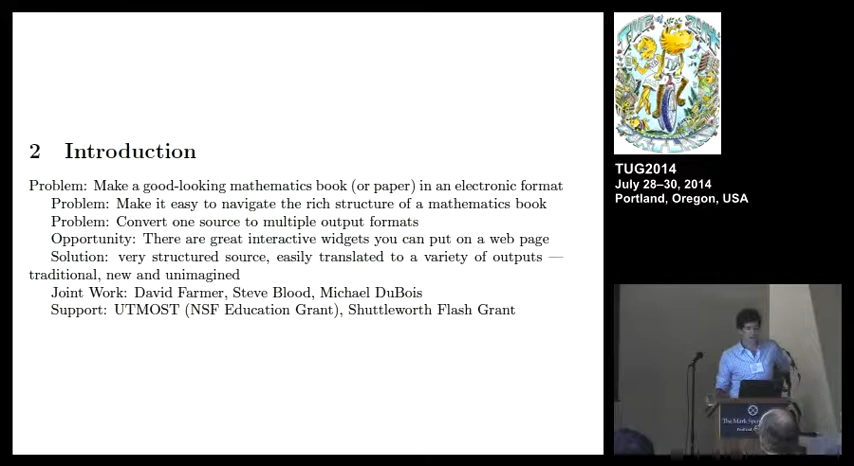 2 Introduction
Problem: Make a good-looking mathematics book (or paper) in an electronic format
Problem: Make it easy to navigate the rich structure of a mathematics book
Problem: Convert one source to multiple output formats
Opportunity: There are great interactive widgets you can put on a web page
Solution: very structured source, easily translated to a variety of outputs —
traditional, new and unimagined
Joint Work: David Farmer, Steve Blood, Michael DuBois
Support: UTMOST (NSF Education Grant), Shuttleworth Flash Grant
TUG2014
July 28–30, 2014
Portland, Oregon, USA
The Mark